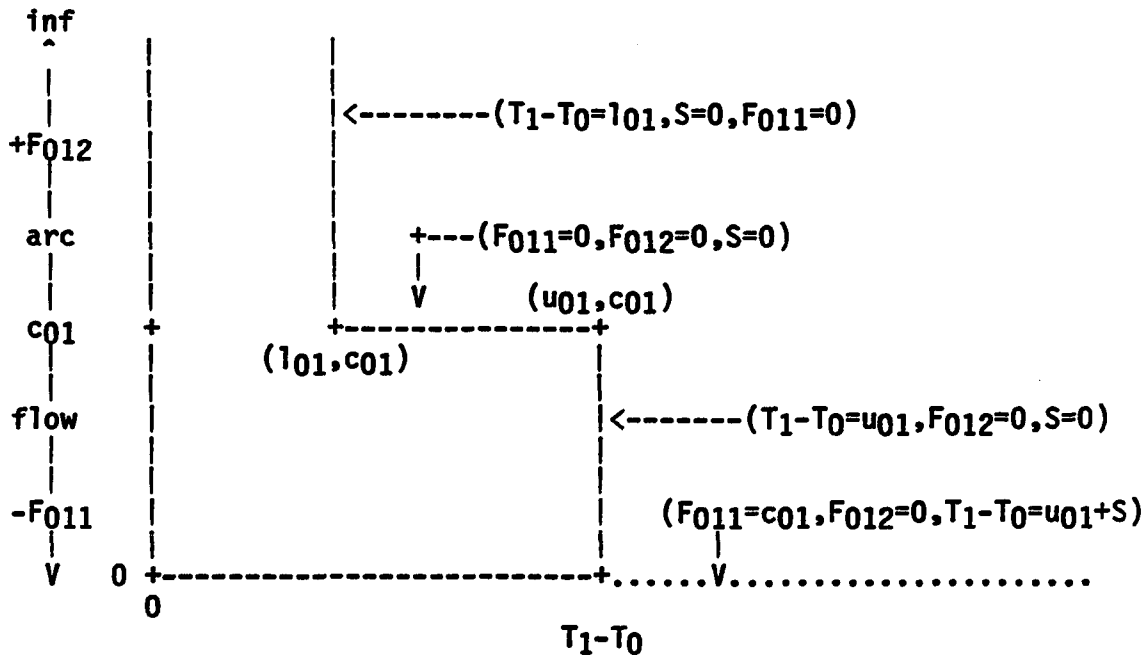 inf
(T1-T0=l01,S=0,F011=0)
+F012
arc
(F011=0,F012=0,S=0)
(u01,c01)
c01
(l01,c01)
flow
(T1-T0=u01,F012=0,S=0)
-F011
(F011=c01,F012=0,T1-T0=u01+S)
V 0
0
T1-T0